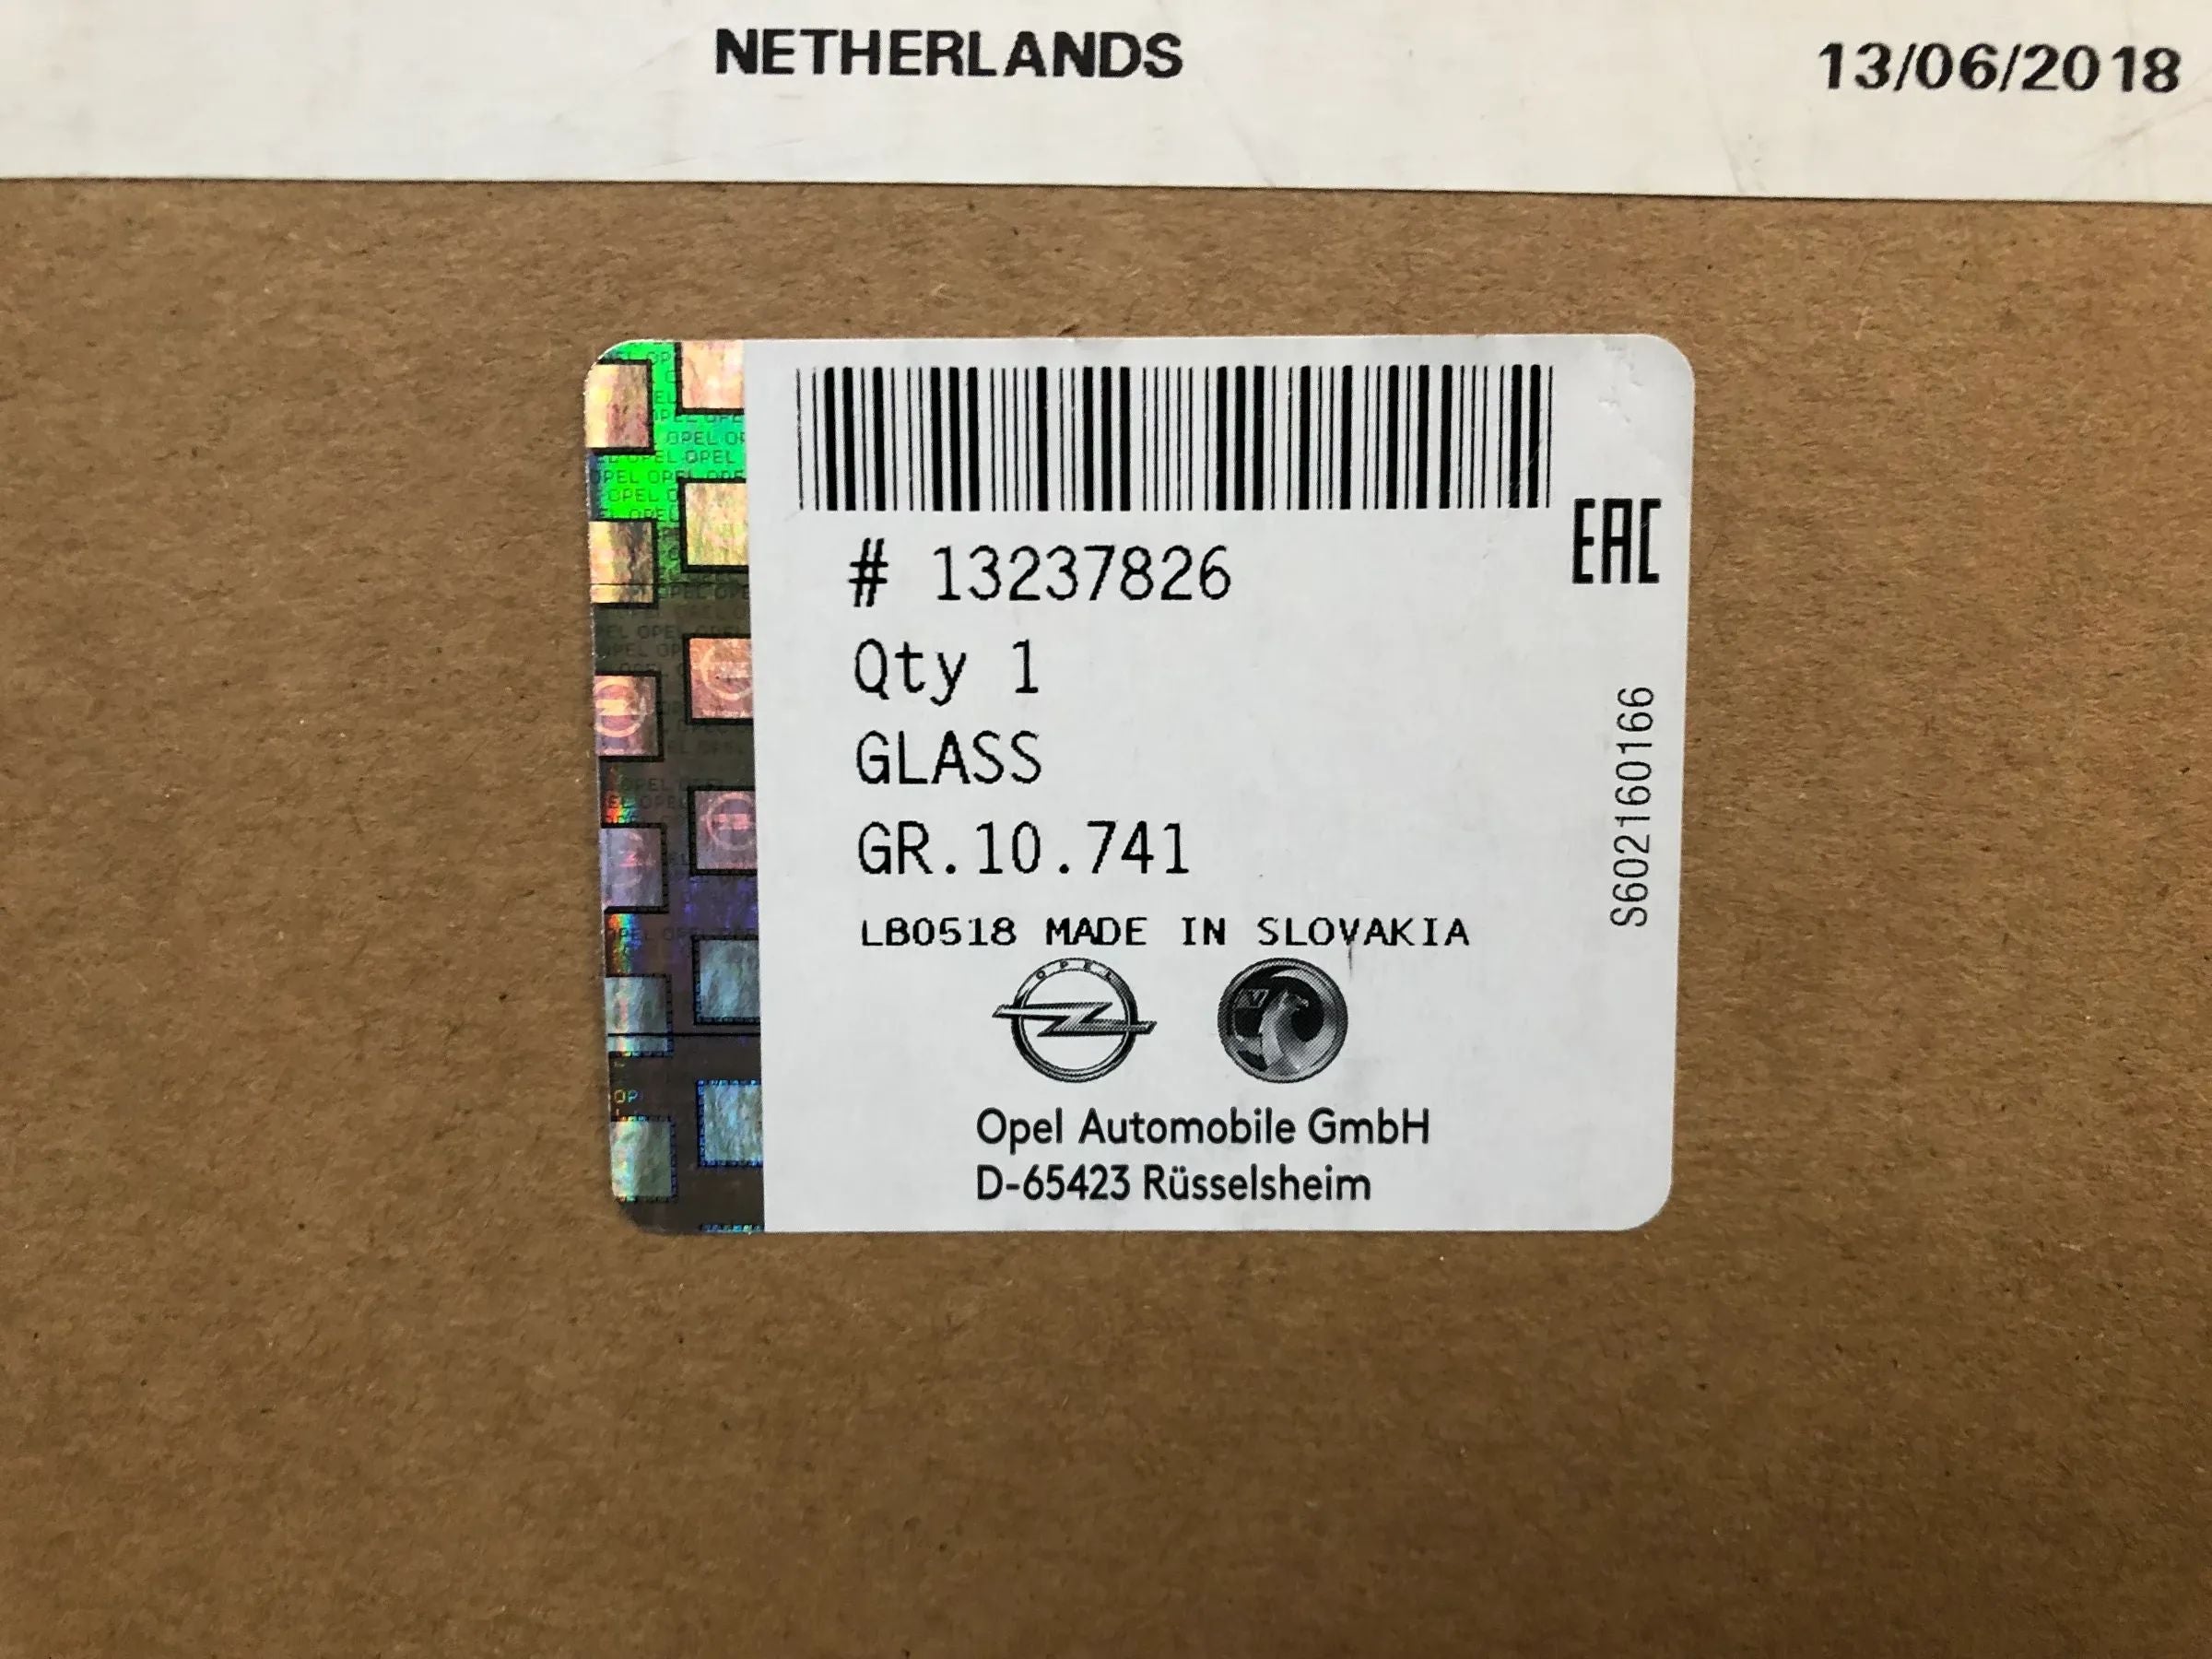 NETHERLANDS
13/06/2018
# 13237826
EAC
Qty 1
GLASS
GR.10.741
S602160166
LB0518 MADE IN SLOVAKIA
OPEL
Opel Automobile GmbH
D-65423 Rüsselsheim